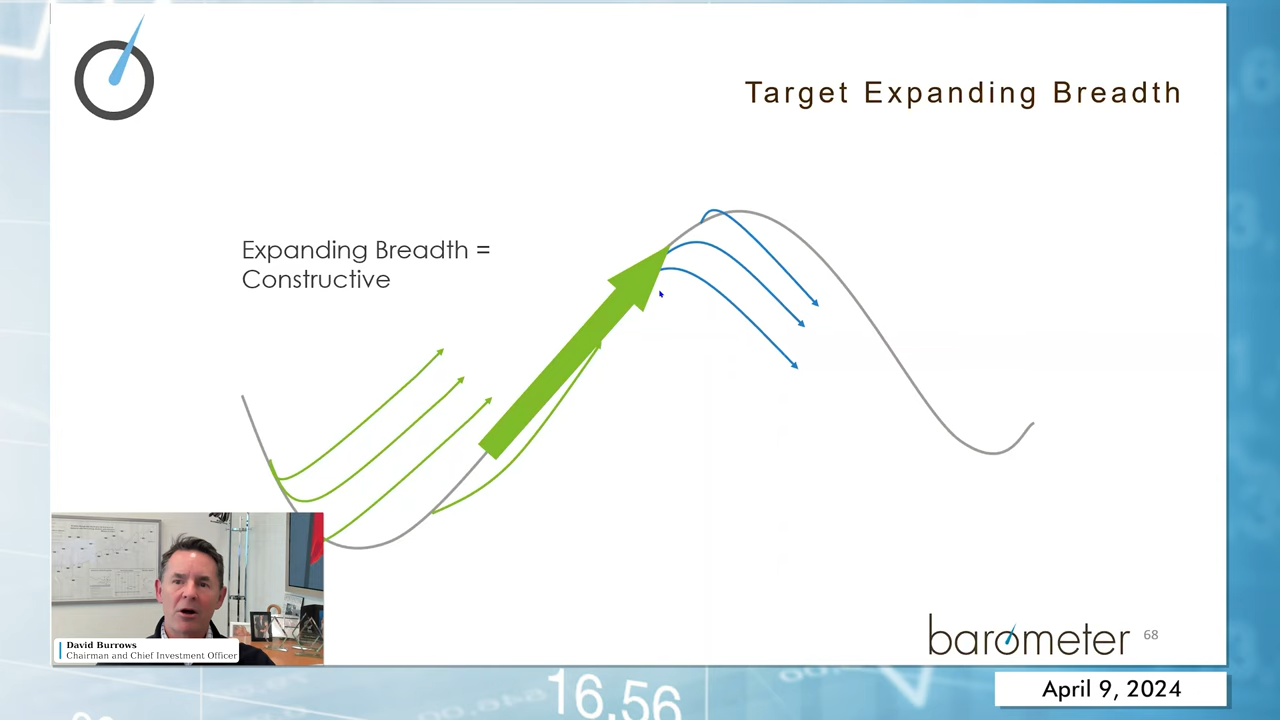 Target Expanding Breadth
Expanding Breadth =
Constructive
David Burrows
Chairman and Chief Investment Officer
barometer
68
April 9, 2024
16,56